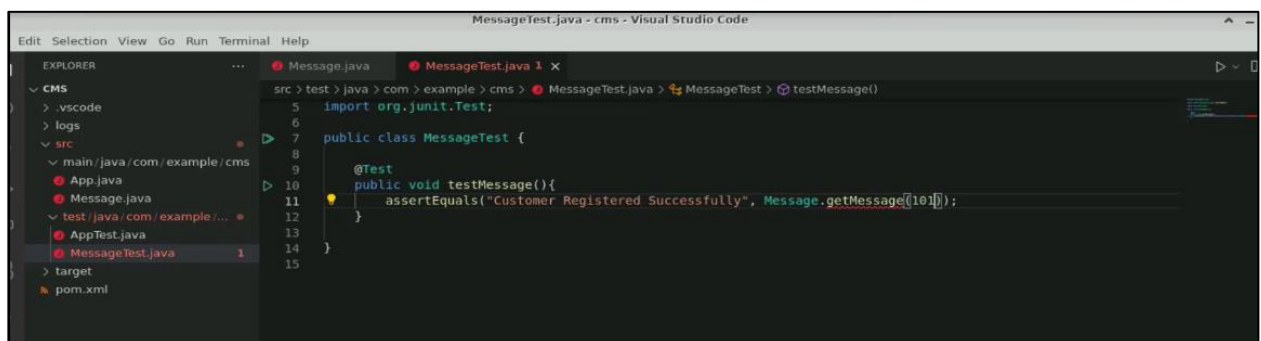 MessageTest.java - cms - Visual Studio Code
Edit Selection View Go Run Terminal Help
EXPLORER ...
CMS
.vscode
logs
src
main/java/com/example/cms
App.java
Message.java
test/java/com/example/...
AppTest.java
MessageTest.java 1
target
pom.xml
Message.java MessageTest.java 1
src > test > java > com > example > cms > MessageTest.java > MessageTest > testMessage()
5 import org.junit.Test;
6
7 public class MessageTest {
8
9 @Test
10 public void testMessage(){
11 assertEquals("Customer Registered Successfully", Message.getMessage(101));
12 }
13
14 }
15